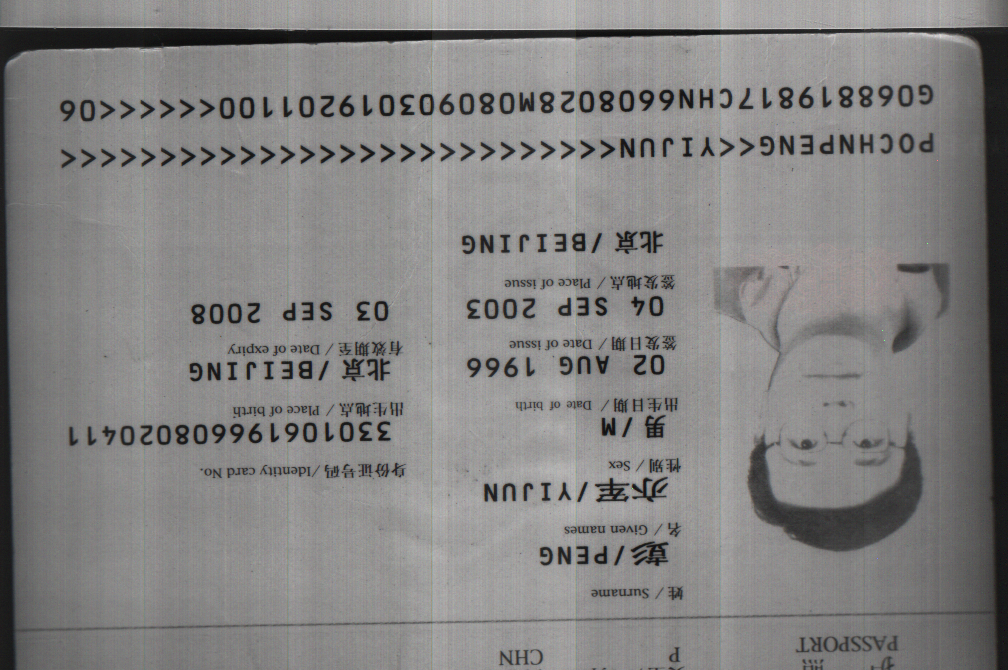 PASSPORT
P
CHN
姓 / Surname
彭/PENG
名 / Given names
亦军/YIJUN
性别 / Sex
男/M
身份证号码 /Identity card No.
330106196608020411
出生日期 / Date of birth
02 AUG 1966
出生地点 / Place of birth
北京/BEIJING
签发日期 / Date of issue
04 SEP 2003
有效期至 / Date of expiry
03 SEP 2008
签发地点 / Place of issue
北京/BEIJING
POCHNPENG<<YIJUN<<<<<<<<<<<<<<<<<<<<<<<<<<<<
G068819817CHN6608028M080903019201100<<<<<<06